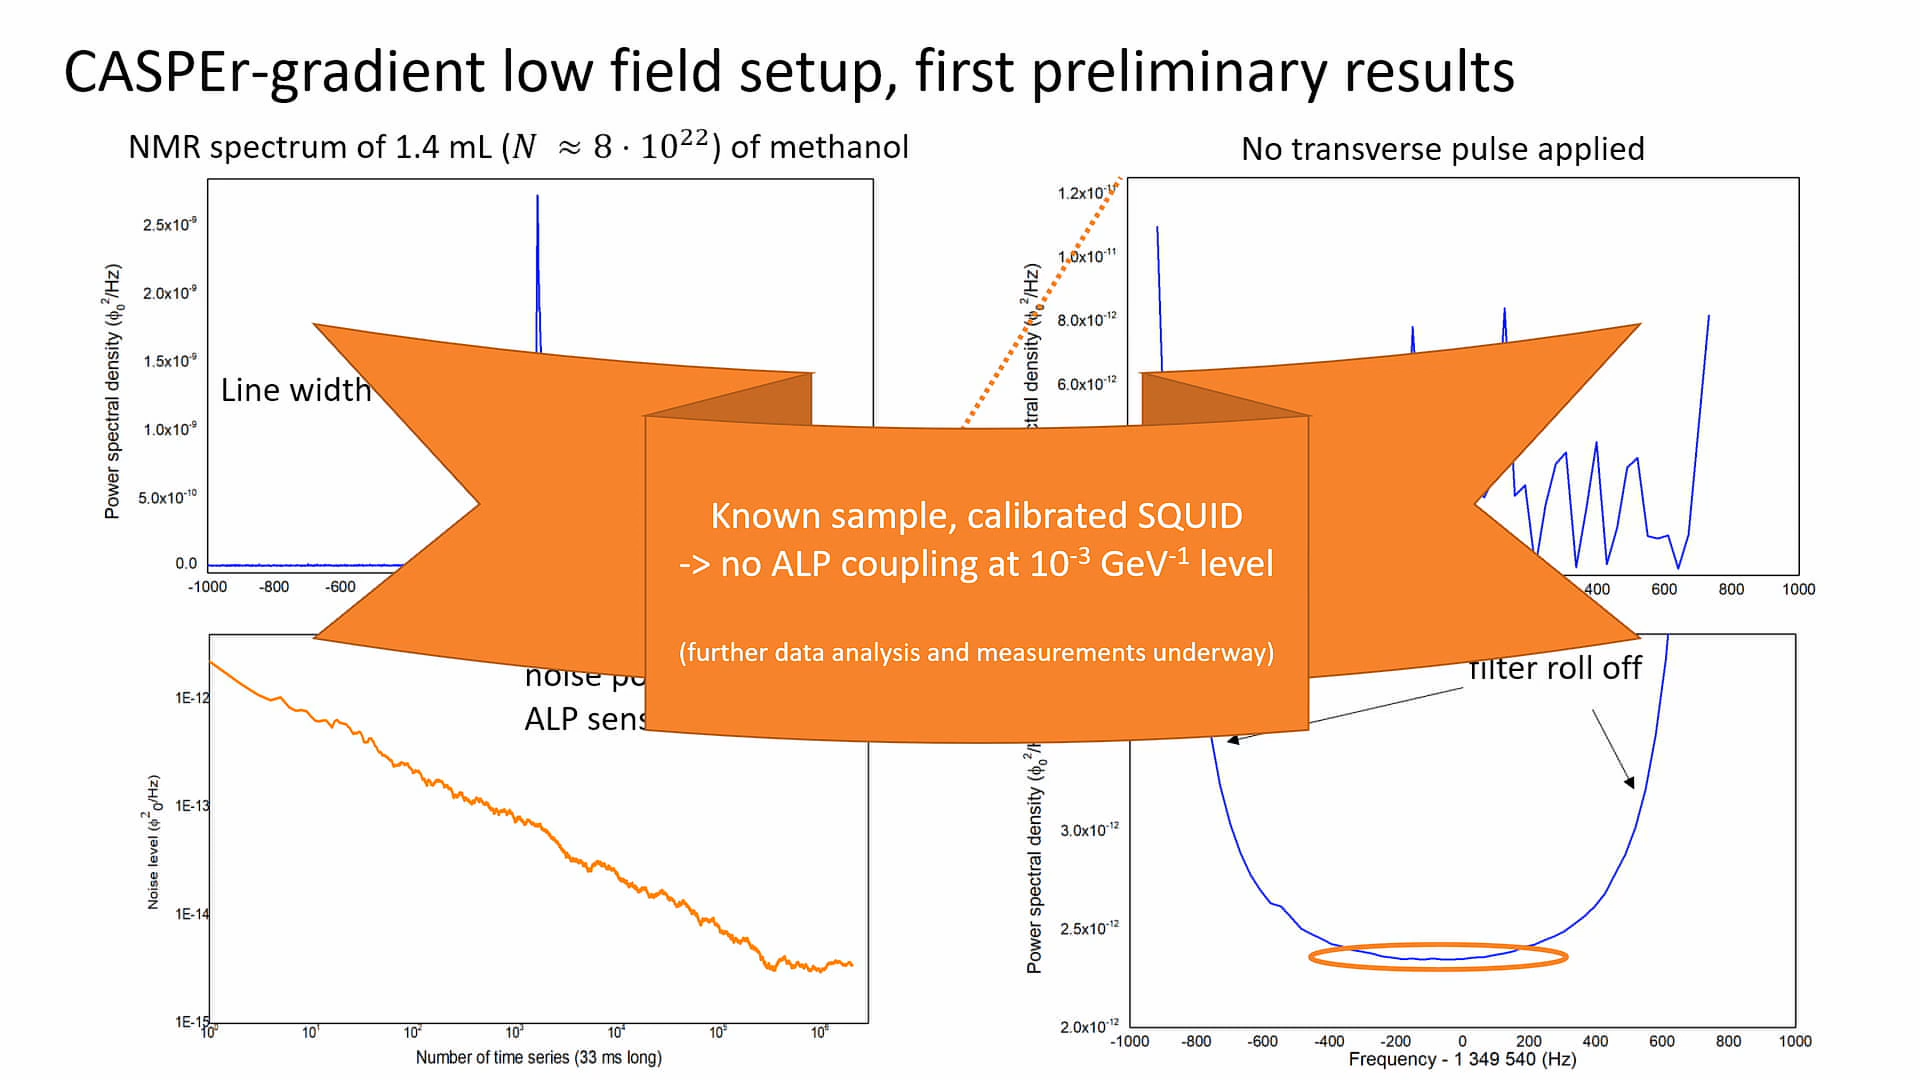 CASPEr-gradient low field setup, first preliminary results
NMR spectrum of 1.4 mL (N ≈ 8 · 10²²) of methanol
No transverse pulse applied
Power spectral density (ϕ₀²/Hz)
2.5x10⁻⁹
2.0x10⁻⁹
1.5x10⁻⁹
1.0x10⁻⁹
5.0x10⁻¹⁰
0.0
-1000 -800 -600
Line width
1.2x10⁻¹¹
1.0x10⁻¹¹
8.0x10⁻¹²
6.0x10⁻¹²
(ϕ₀²/Hz)
400 600 800 1000
Known sample, calibrated SQUID
-> no ALP coupling at 10⁻³ GeV⁻¹ level
(further data analysis and measurements underway)
noise
ALP
Noise level (ϕ²₀/Hz)
1E-12
1E-13
1E-14
1E-15
10⁰ 10¹ 10² 10³ 10⁴ 10⁵ 10⁶
Number of time series (33 ms long)
filter roll off
Power spectral density
3.0x10⁻¹²
2.5x10⁻¹²
2.0x10⁻¹²
-1000 -800 -600 -400 -200 0 200 400 600 800 1000
Frequency - 1 349 540 (Hz)